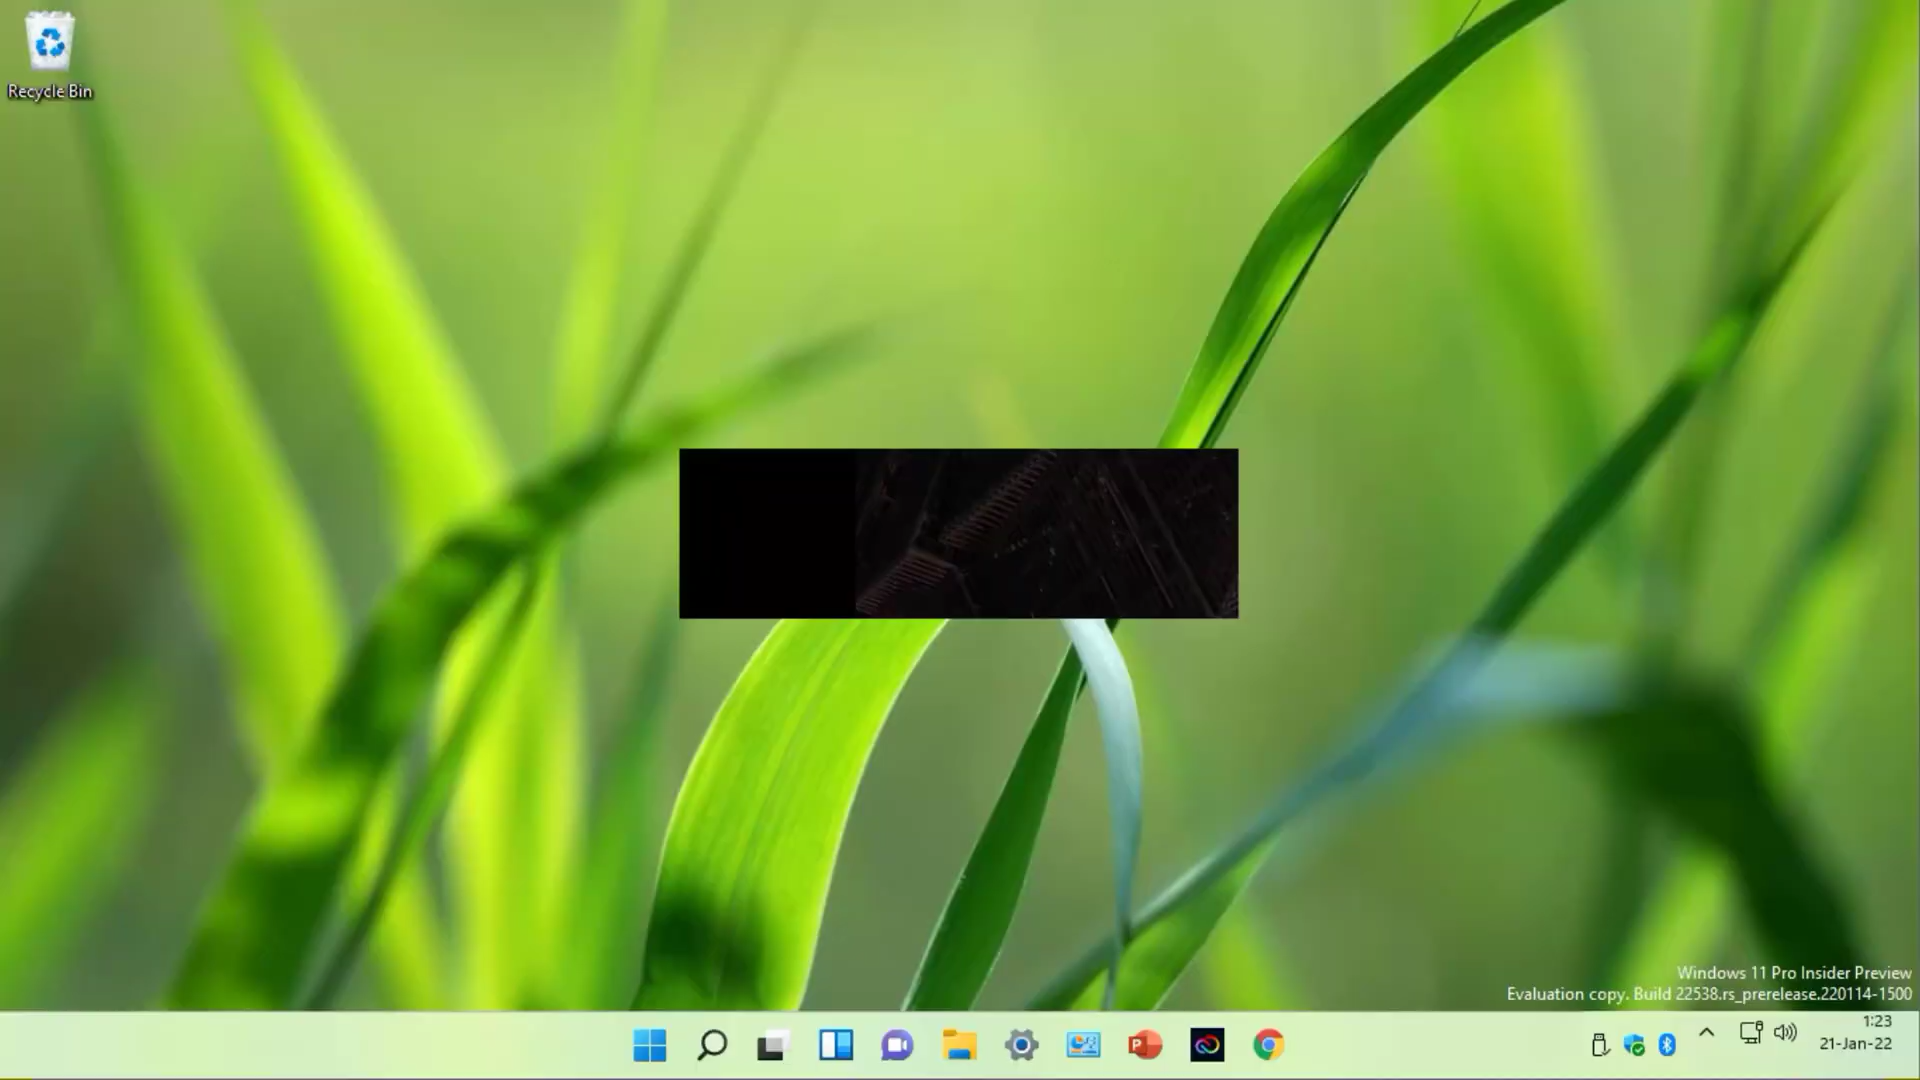 Recycle Bin
Windows 11 Pro Insider Preview
Evaluation copy. Build 22538.rs_prerelease.220114-1500
1:23
21-Jan-22